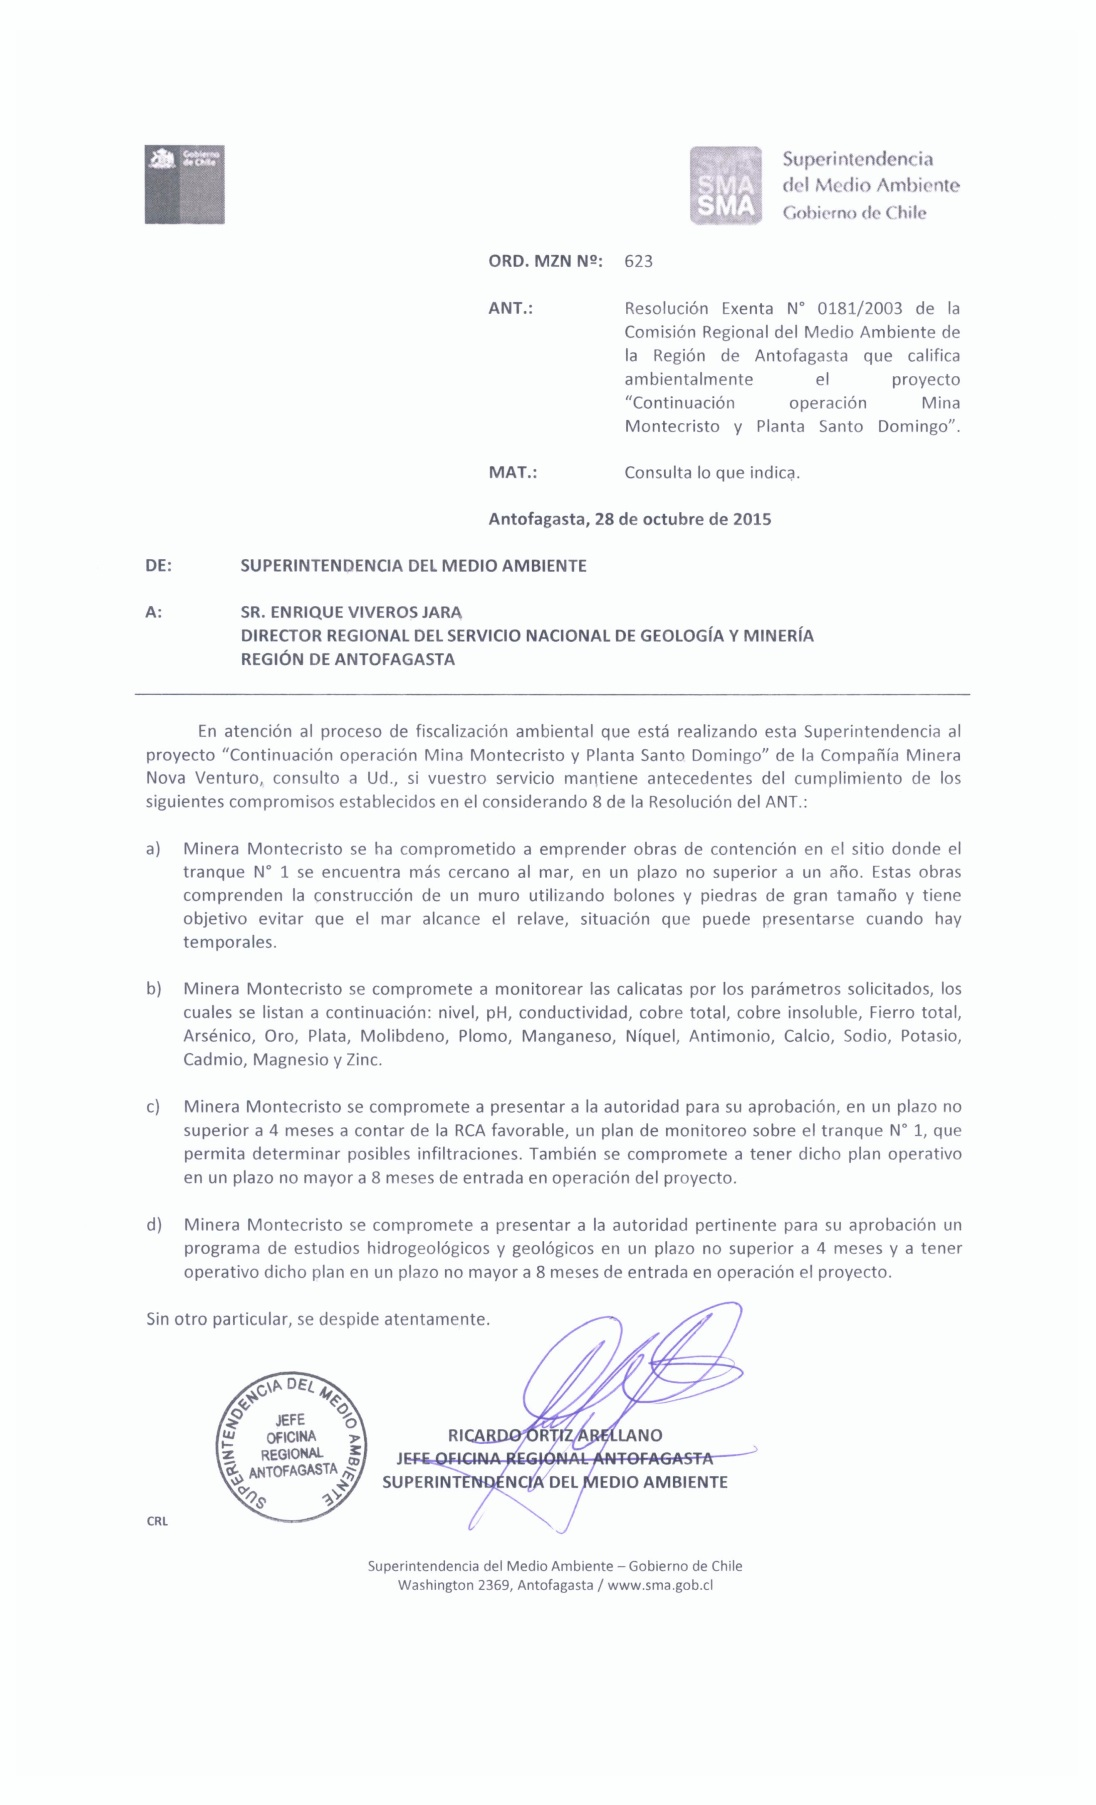 Gobierno
de Chile
SMA
SMA
Superintendencia
del Medio Ambiente
Gobierno de Chile
ORD. MZN Nº: 623
ANT.: Resolución Exenta N° 0181/2003 de la
Comisión Regional del Medio Ambiente de
la Región de Antofagasta que califica
ambientalmente el proyecto
“Continuación operación Mina
Montecristo y Planta Santo Domingo”.
MAT.: Consulta lo que indica.
Antofagasta, 28 de octubre de 2015
DE: SUPERINTENDENCIA DEL MEDIO AMBIENTE
A: SR. ENRIQUE VIVEROS JARA
DIRECTOR REGIONAL DEL SERVICIO NACIONAL DE GEOLOGÍA Y MINERÍA
REGIÓN DE ANTOFAGASTA
En atención al proceso de fiscalización ambiental que está realizando esta Superintendencia al
proyecto “Continuación operación Mina Montecristo y Planta Santo Domingo” de la Compañía Minera
Nova Venturo, consulto a Ud., si vuestro servicio mantiene antecedentes del cumplimiento de los
siguientes compromisos establecidos en el considerando 8 de la Resolución del ANT.:
a) Minera Montecristo se ha comprometido a emprender obras de contención en el sitio donde el
tranque N° 1 se encuentra más cercano al mar, en un plazo no superior a un año. Estas obras
comprenden la construcción de un muro utilizando bolones y piedras de gran tamaño y tiene
objetivo evitar que el mar alcance el relave, situación que puede presentarse cuando hay
temporales.
b) Minera Montecristo se compromete a monitorear las calicatas por los parámetros solicitados, los
cuales se listan a continuación: nivel, pH, conductividad, cobre total, cobre insoluble, Fierro total,
Arsénico, Oro, Plata, Molibdeno, Plomo, Manganeso, Níquel, Antimonio, Calcio, Sodio, Potasio,
Cadmio, Magnesio y Zinc.
c) Minera Montecristo se compromete a presentar a la autoridad para su aprobación, en un plazo no
superior a 4 meses a contar de la RCA favorable, un plan de monitoreo sobre el tranque N° 1, que
permita determinar posibles infiltraciones. También se compromete a tener dicho plan operativo
en un plazo no mayor a 8 meses de entrada en operación del proyecto.
d) Minera Montecristo se compromete a presentar a la autoridad pertinente para su aprobación un
programa de estudios hidrogeológicos y geológicos en un plazo no superior a 4 meses y a tener
operativo dicho plan en un plazo no mayor a 8 meses de entrada en operación el proyecto.
Sin otro particular, se despide atentamente.
SUPERINTENDENCIA DEL MEDIO AMBIENTE
JEFE
OFICINA
REGIONAL
ANTOFAGASTA
RICARDO ORTIZ ARELLANO
JEFE OFICINA REGIONAL ANTOFAGASTA
SUPERINTENDENCIA DEL MEDIO AMBIENTE
CRL
Superintendencia del Medio Ambiente – Gobierno de Chile
Washington 2369, Antofagasta / www.sma.gob.cl